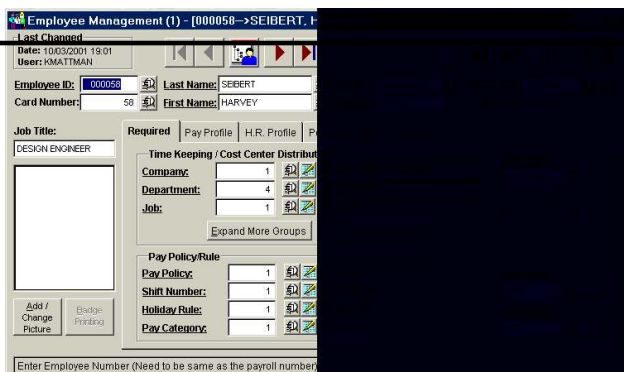 Employee Management (1) - [000058-->SEIBERT, H
Last Changed
Date: 10/03/2001 19:01
User: KMATTMAN
Employee ID: 000058 Last Name: SEIBERT
Card Number: 58 First Name: HARVEY
Job Title:
DESIGN ENGINEER
Required Pay Profile H.R. Profile
Time Keeping / Cost Center Distribut
Company: 1
Department: 4
Job: 1
Expand More Groups
Pay Policy/Rule
Pay Policy: 1
Shift Number: 1
Holiday Rule: 1
Pay Category: 1
Add /
Change
Picture
Badge
Printing
Enter Employee Number (Need to be same as the payroll number)